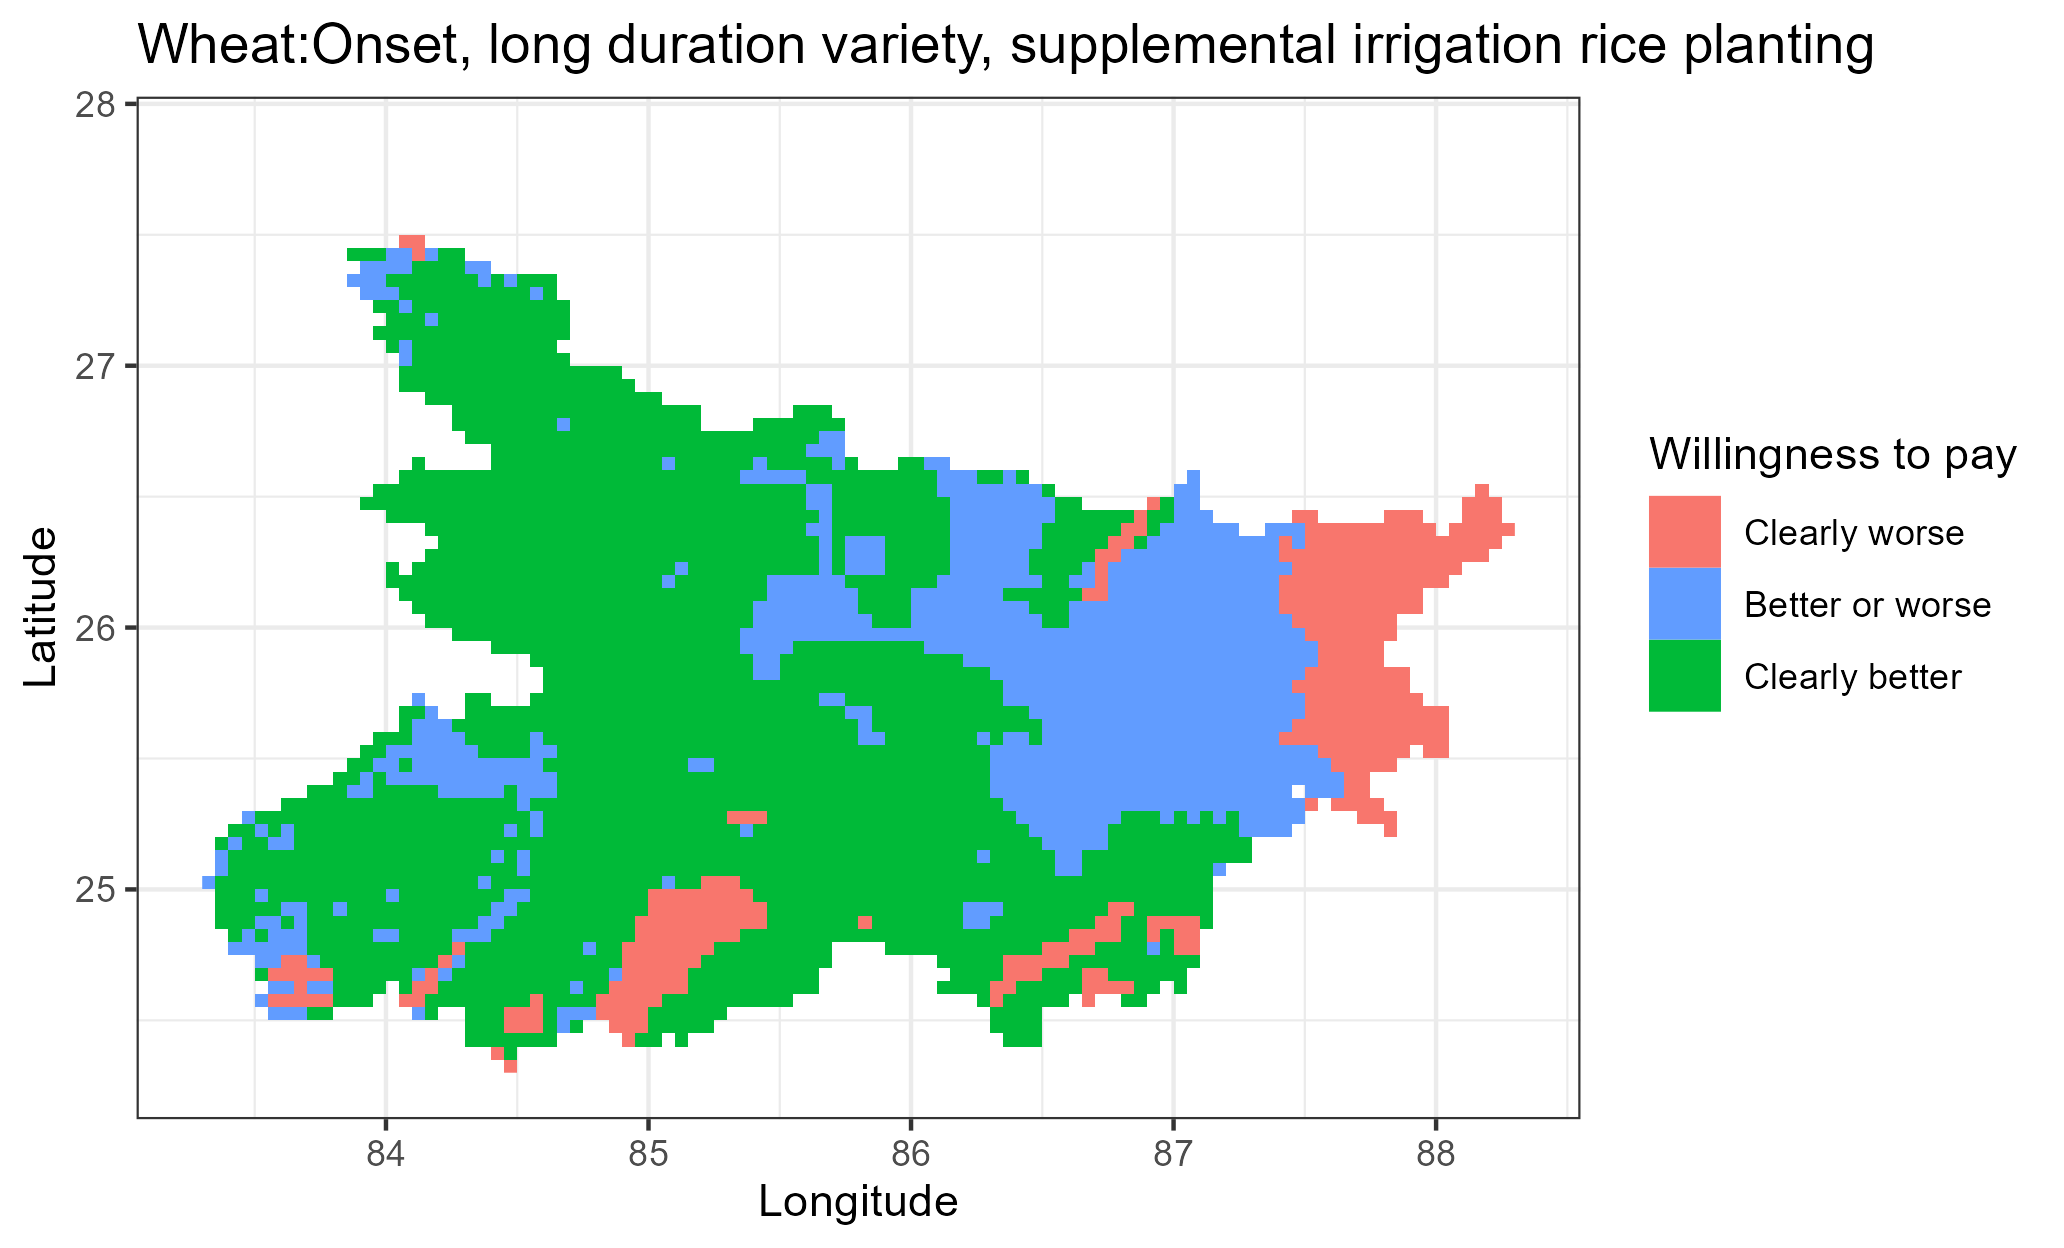 Wheat:Onset, long duration variety, supplemental irrigation rice planting
28
27
26
25
Latitude
84 85 86 87 88
Longitude
Willingness to pay
Clearly worse
Better or worse
Clearly better